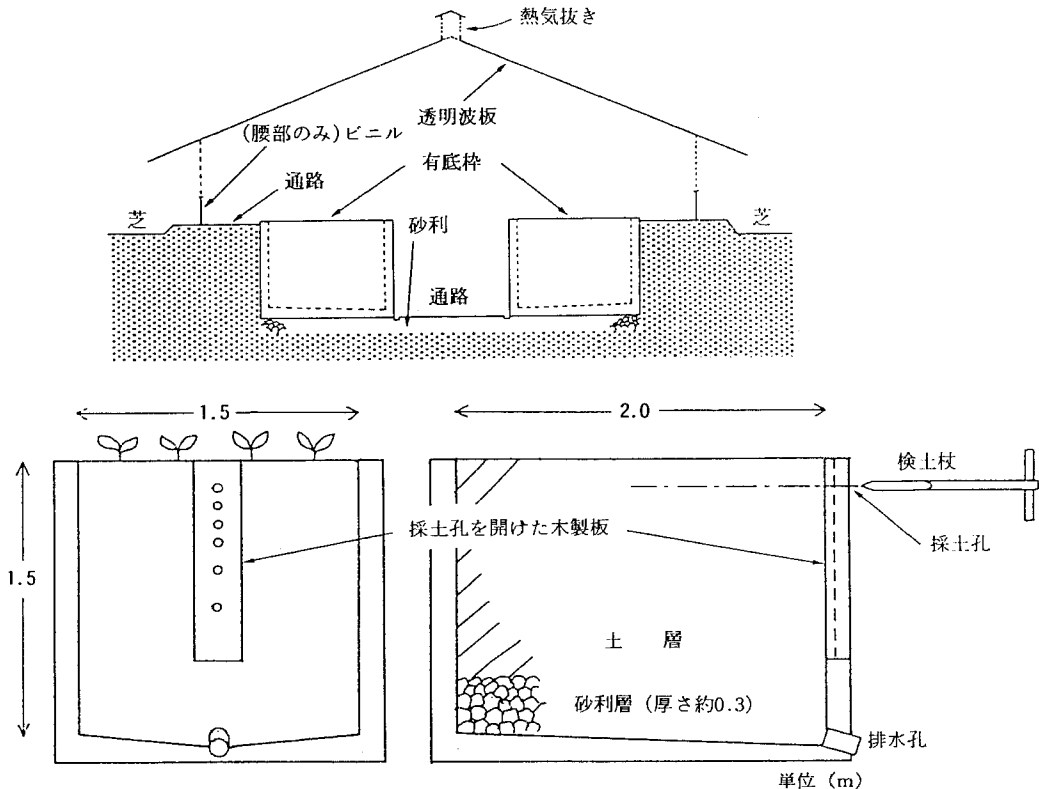 熱気抜き
透明波板
(腰部のみ)ビニル
有底枠
通路
芝
砂利
芝
通路
1.5
2.0
検土杖
採土孔を開けた木製板
採土孔
1.5
土 層
砂利層(厚さ約0.3)
排水孔
単位(m)